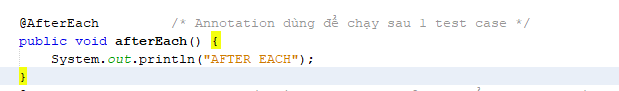 @AfterEach /* Annotation dùng để chạy sau 1 test case */
public void afterEach() {
System.out.println("AFTER EACH");
}